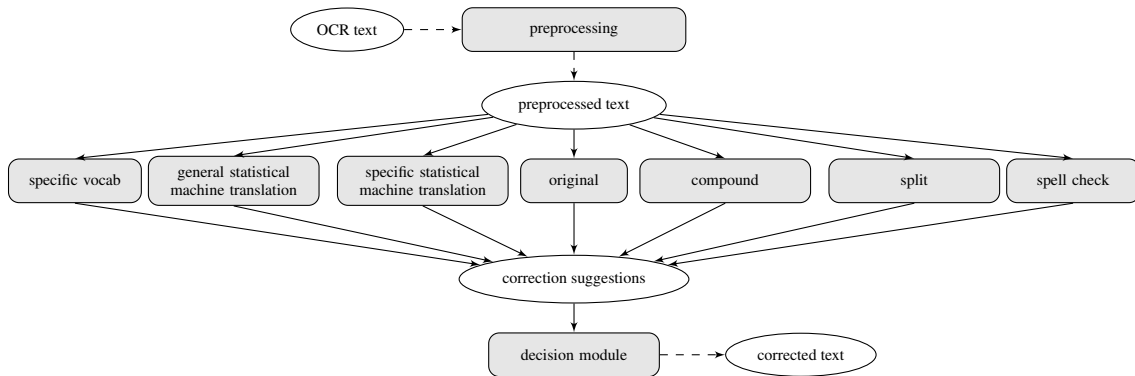 OCR text
preprocessing
preprocessed text
specific vocab
general statistical
machine translation
specific statistical
machine translation
original
compound
split
spell check
correction suggestions
decision module
corrected text